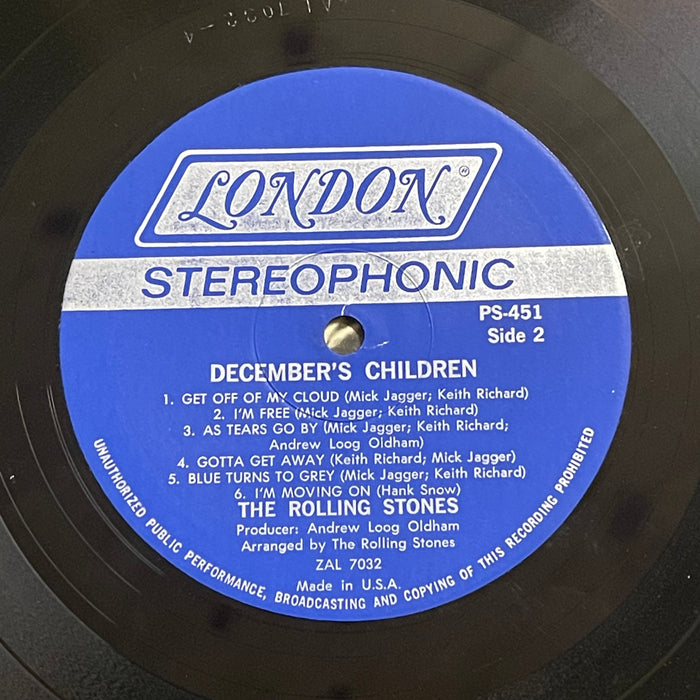 ZAL 7032-4
LONDON®
STEREOPHONIC
PS-451
Side 2
DECEMBER'S CHILDREN
1. GET OFF OF MY CLOUD (Mick Jagger; Keith Richard)
2. I'M FREE (Mick Jagger; Keith Richard)
3. AS TEARS GO BY (Mick Jagger; Keith Richard;
Andrew Loog Oldham)
4. GOTTA GET AWAY (Keith Richard; Mick Jagger)
5. BLUE TURNS TO GREY (Mick Jagger; Keith Richard)
6. I'M MOVING ON (Hank Snow)
THE ROLLING STONES
Producer: Andrew Loog Oldham
Arranged by The Rolling Stones
ZAL 7032
Made in U.S.A.
UNAUTHORIZED PUBLIC PERFORMANCE, BROADCASTING AND COPYING OF THIS RECORDING PROHIBITED